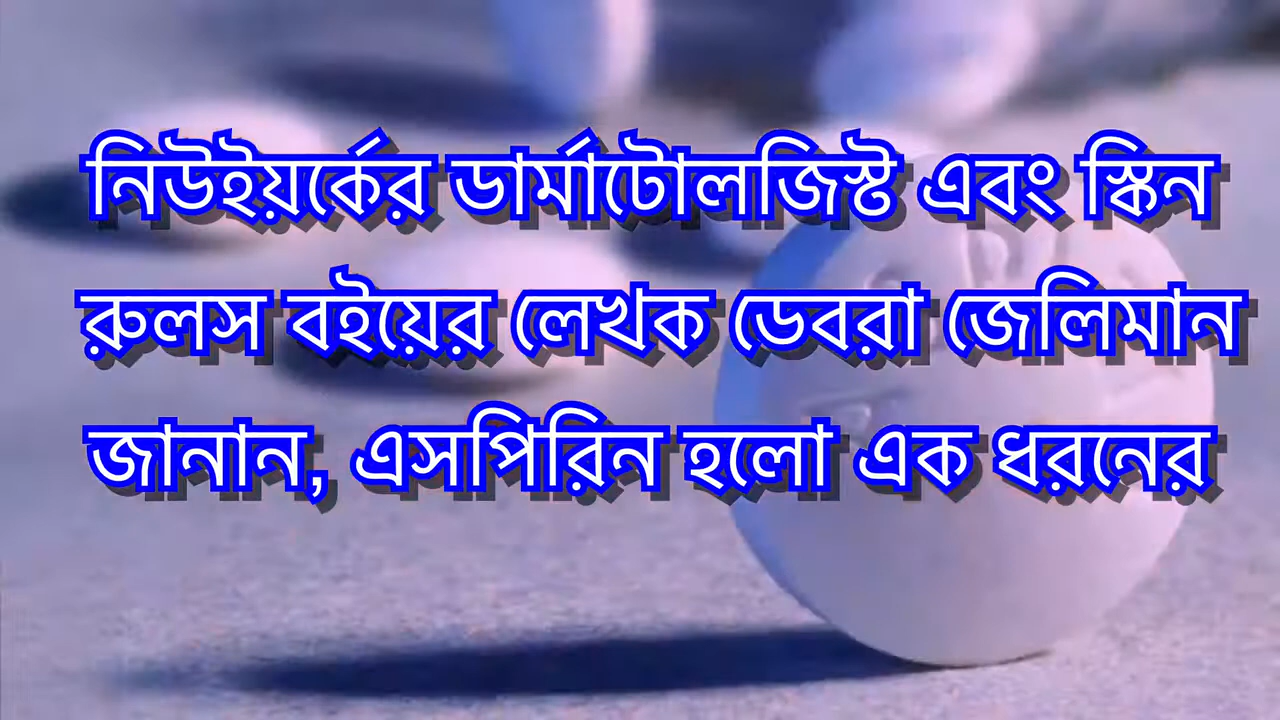 নিউইয়র্কের ডার্মাটোলজিস্ট এবং স্কিন
রুলস বইয়ের লেখক ডেবরা জেলিমান
জানান, এসপিরিন হলো এক ধরনের